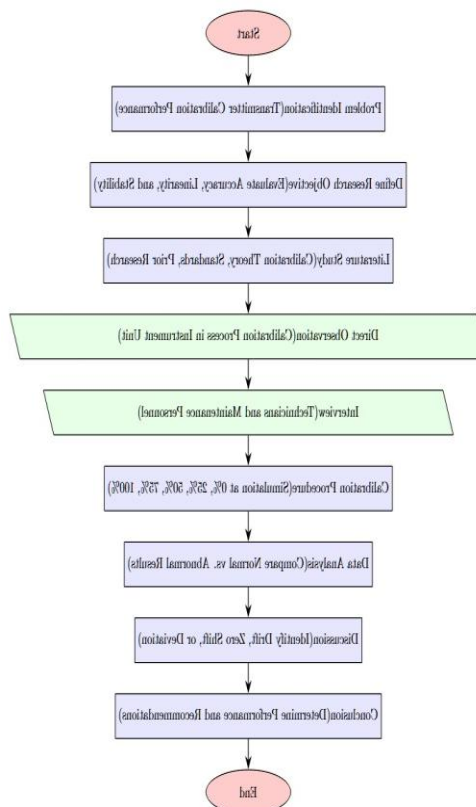 Start
Problem Identification(Transmitter Calibration Performance)
Define Research Objective(Evaluate Accuracy, Linearity, and Stability)
Literature Study(Calibration Theory, Standards, Prior Research)
Direct Observation(Calibration Process in Instrument Unit)
Interview(Technicians and Maintenance Personnel)
Calibration Procedure(Simulation at 0%, 25%, 50%, 75%, 100%)
Data Analysis(Compare Normal vs. Abnormal Results)
Discussion(Identify Drift, Zero Shift, or Deviation)
Conclusion(Determine Performance and Recommendations)
End